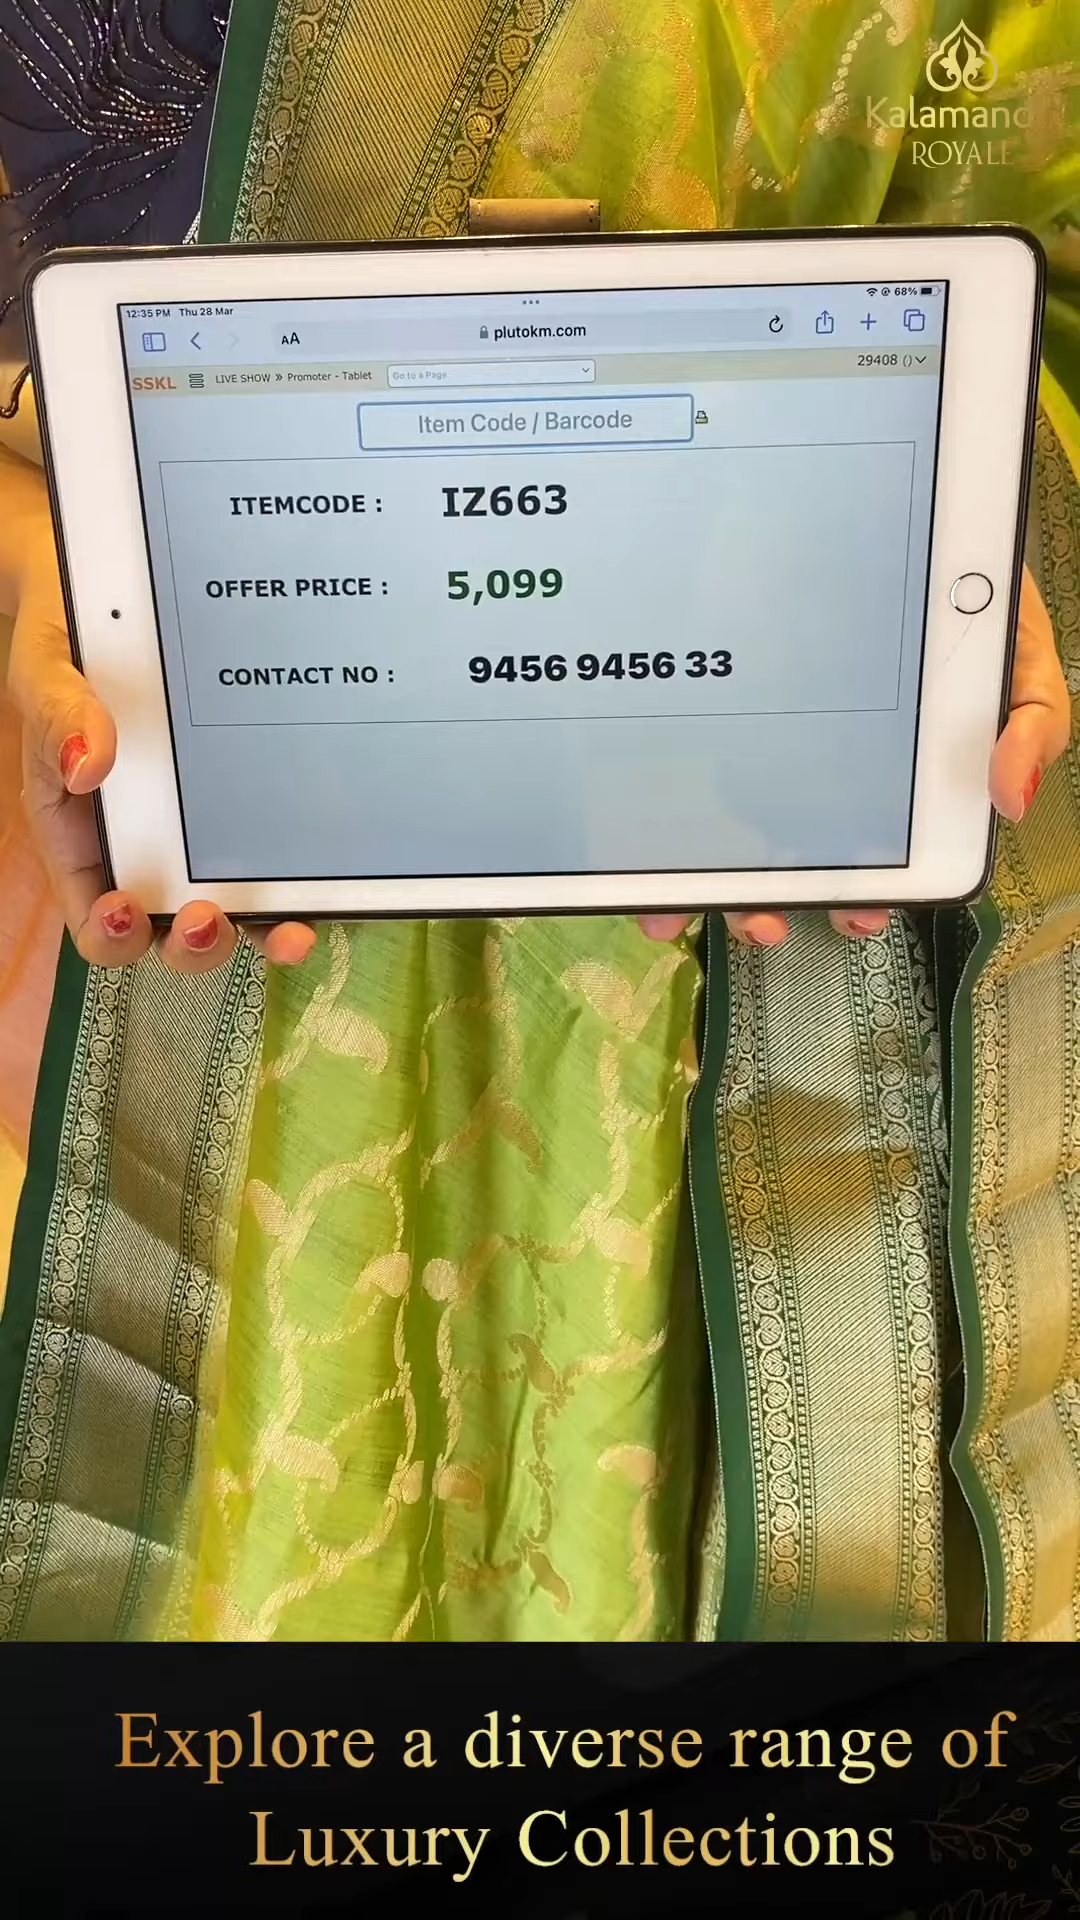 Kalamand
ROYALE
12:35 PM Thu 28 Mar
68%
AA
plutokm.com
SSKL
LIVE SHOW » Promoter - Tablet
Go to a Page
29408 ()
Item Code / Barcode
ITEMCODE : IZ663
OFFER PRICE : 5,099
CONTACT NO : 9456 9456 33
Explore a diverse range of
Luxury Collections